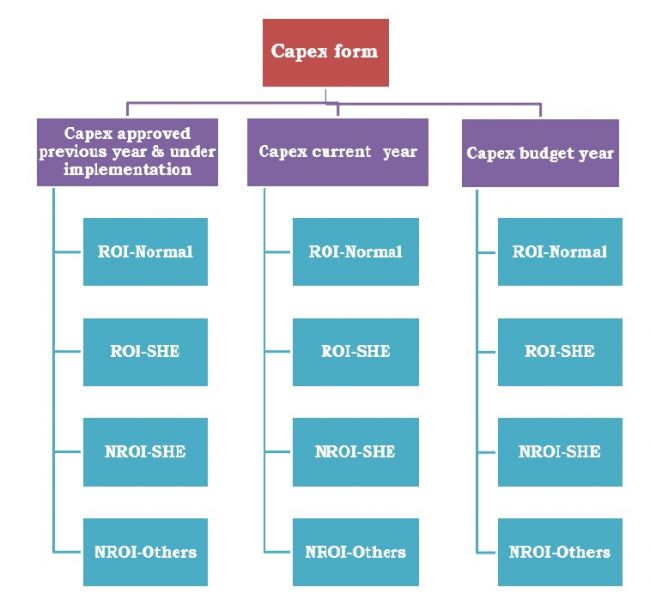 Capex form
Capex approved
previous year & under
implementation
Capex current year
Capex budget year
ROI-Normal
ROI-Normal
ROI-Normal
ROI-SHE
ROI-SHE
ROI-SHE
NROI-SHE
NROI-SHE
NROI-SHE
NROI-Others
NROI-Others
NROI-Others